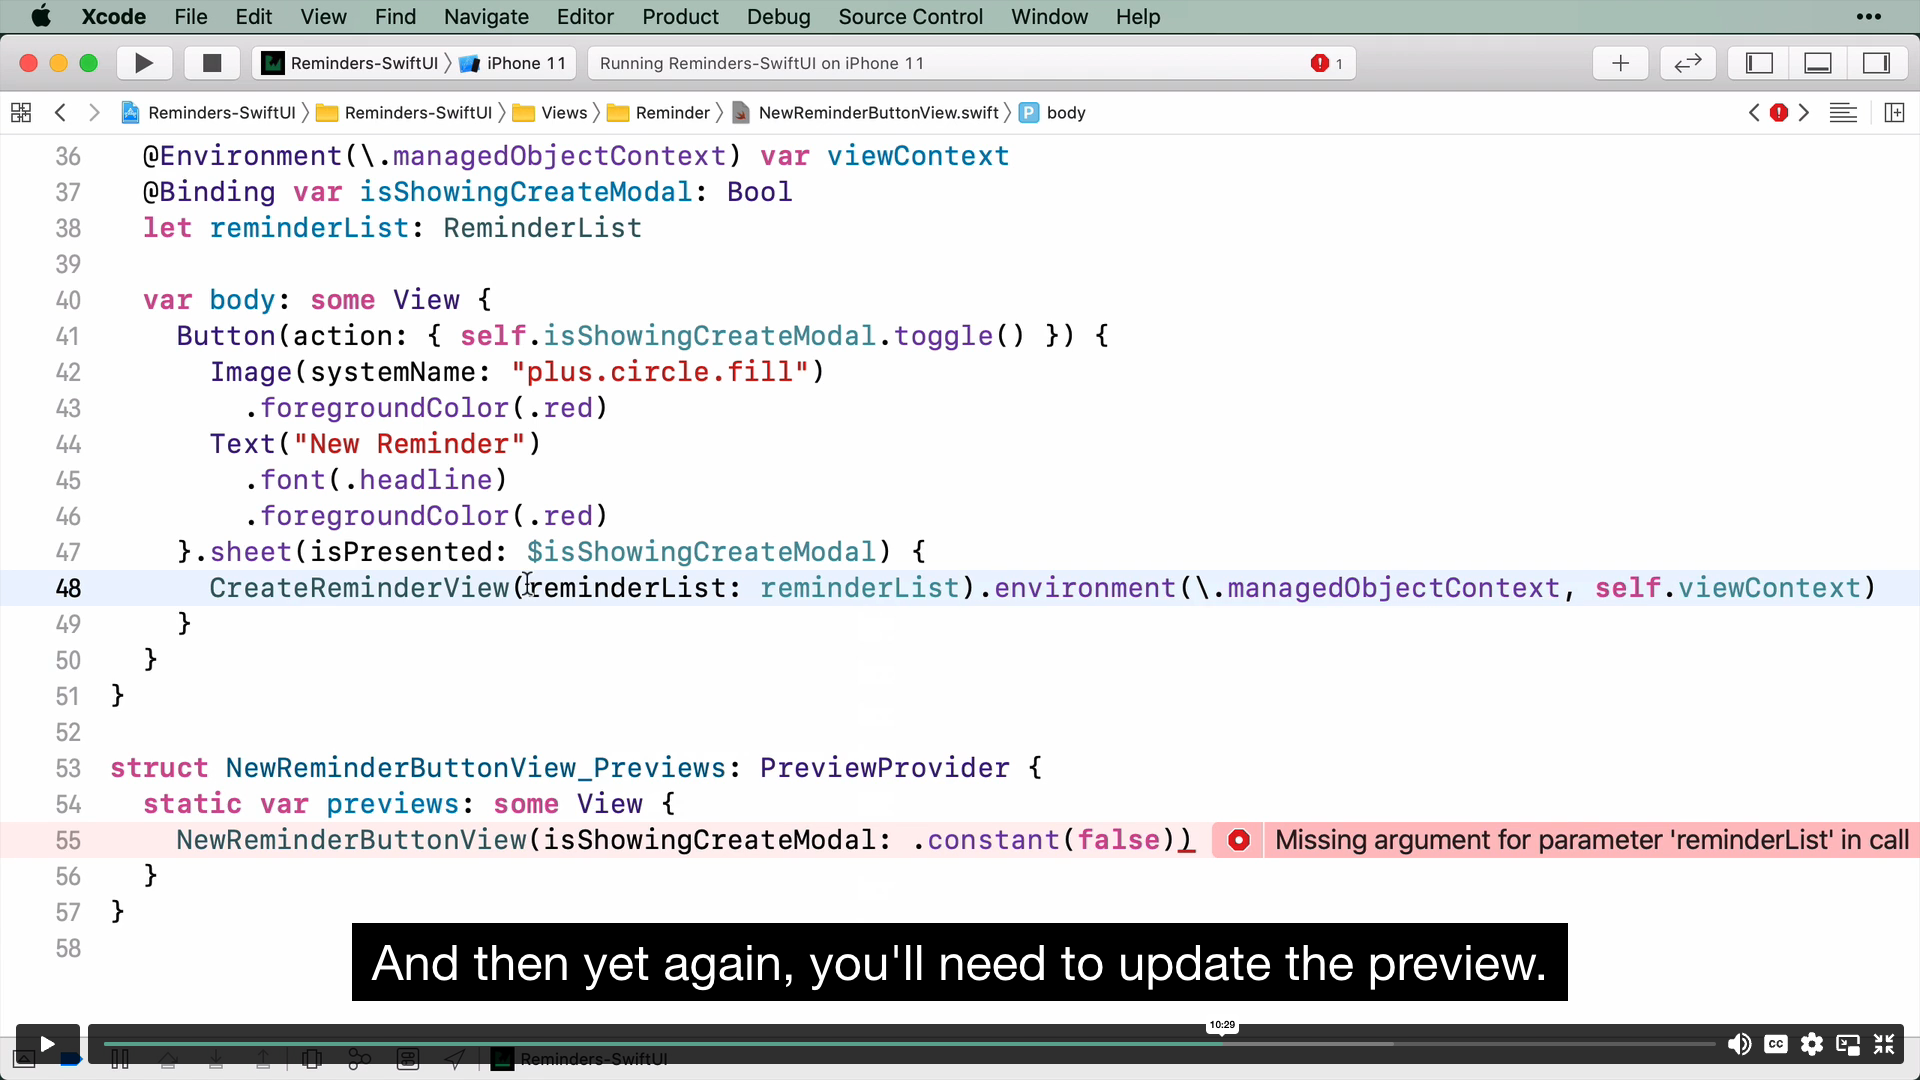 Xcode File Edit View Find Navigate Editor Product Debug Source Control Window Help
Reminders-SwiftUI iPhone 11 Running Reminders-SwiftUI on iPhone 11 1
Reminders-SwiftUI Reminders-SwiftUI Views Reminder NewReminderButtonView.swift P body
36 @Environment(\.managedObjectContext) var viewContext
37 @Binding var isShowingCreateModal: Bool
38 let reminderList: ReminderList
39
40 var body: some View {
41 Button(action: { self.isShowingCreateModal.toggle() }) {
42 Image(systemName: "plus.circle.fill")
43 .foregroundColor(.red)
44 Text("New Reminder")
45 .font(.headline)
46 .foregroundColor(.red)
47 }.sheet(isPresented: $isShowingCreateModal) {
48 CreateReminderView(reminderList: reminderList).environment(\.managedObjectContext, self.viewContext)
49 }
50 }
51 }
52
53 struct NewReminderButtonView_Previews: PreviewProvider {
54 static var previews: some View {
55 NewReminderButtonView(isShowingCreateModal: .constant(false)) Missing argument for parameter 'reminderList' in call
56 }
57 }
58
And then yet again, you'll need to update the preview.
10:29
CC
Reminders-SwiftUI